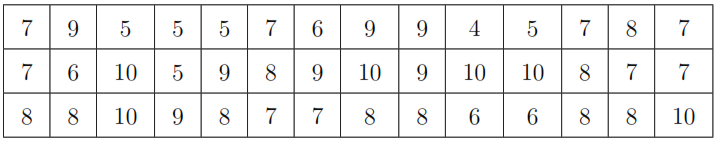 7 9 5 5 5 7 6 9 9 4 5 7 8 7
7 6 10 5 9 8 9 10 9 10 10 8 7 7
8 8 10 9 8 7 7 8 8 6 6 8 8 10